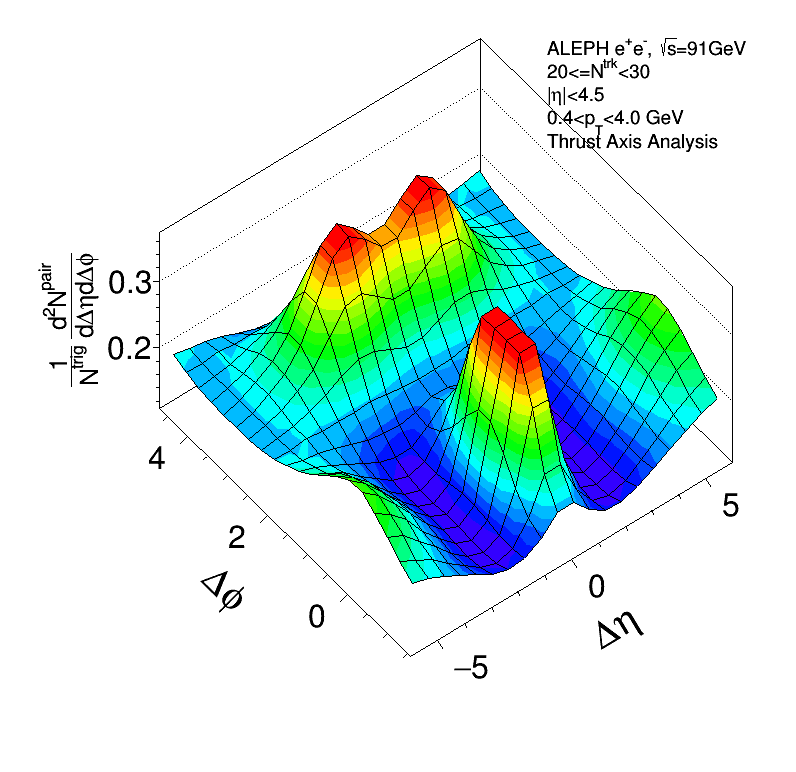 ALEPH e⁺e⁻, √s=91GeV
20<=Nᵗʳᵏ<30
|η|<4.5
0.4<p_T<4.0 GeV
Thrust Axis Analysis
1/N^trig d²N^pair/dΔηdΔϕ
0.3
0.2
4
2
0
Δϕ
−5
0
5
Δη